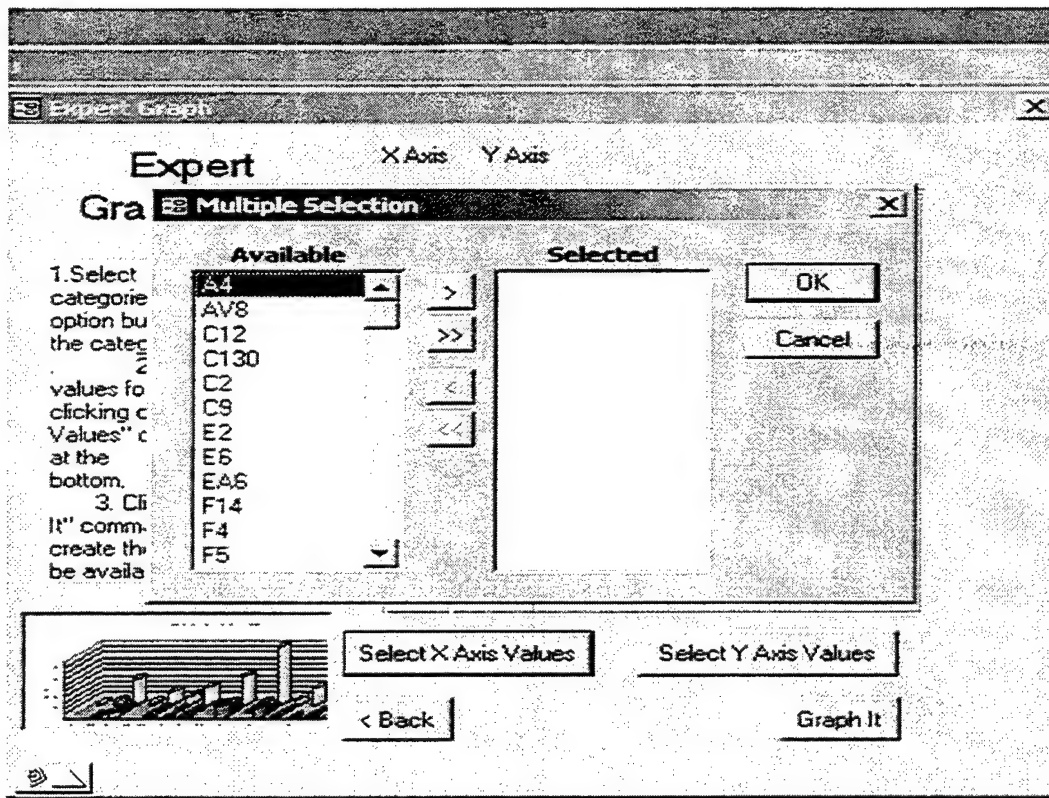 Expert Graph
X Axis Y Axis
Expert
Gra
Multiple Selection
Available
Selected
1.Select
categorie
option bu
the categ
.
values fo
clicking c
Values" c
at the
bottom.
3. Cli
It" comm
create th
be availa
A4
AV8
C12
C130
C2
C9
E2
E6
EA6
F14
F4
F5
>
>>
<
<<
OK
Cancel
Select X Axis Values
Select Y Axis Values
< Back
Graph It